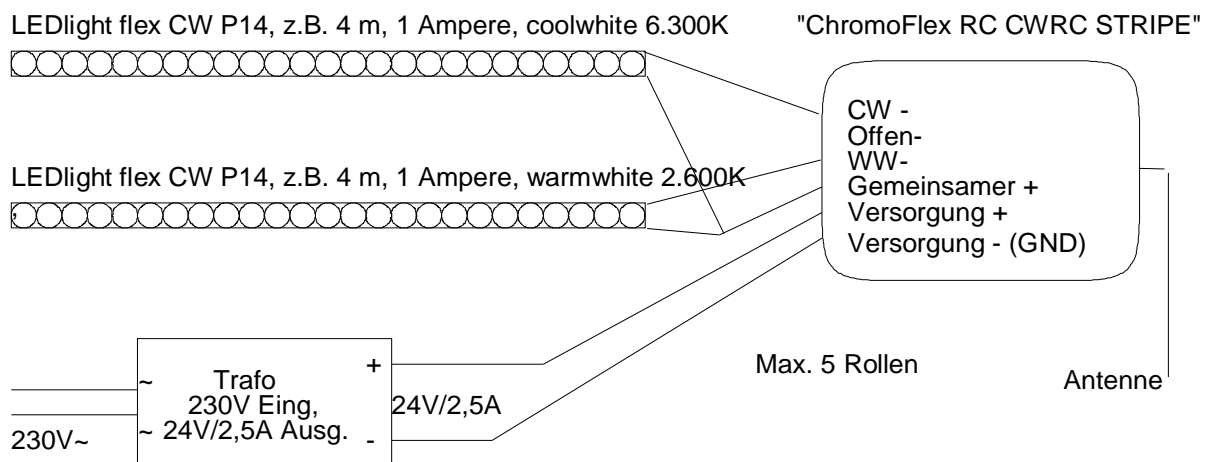 LEDlight flex CW P14, z.B. 4 m, 1 Ampere, coolwhite 6.300K
"ChromoFlex RC CWRC STRIPE"
CW -
Offen-
WW-
Gemeinsamer +
Versorgung +
Versorgung - (GND)
LEDlight flex CW P14, z.B. 4 m, 1 Ampere, warmwhite 2.600K
,
Max. 5 Rollen
Antenne
~ Trafo +
230V Eing,
24V/2,5A
~ 24V/2,5A Ausg. -
230V~